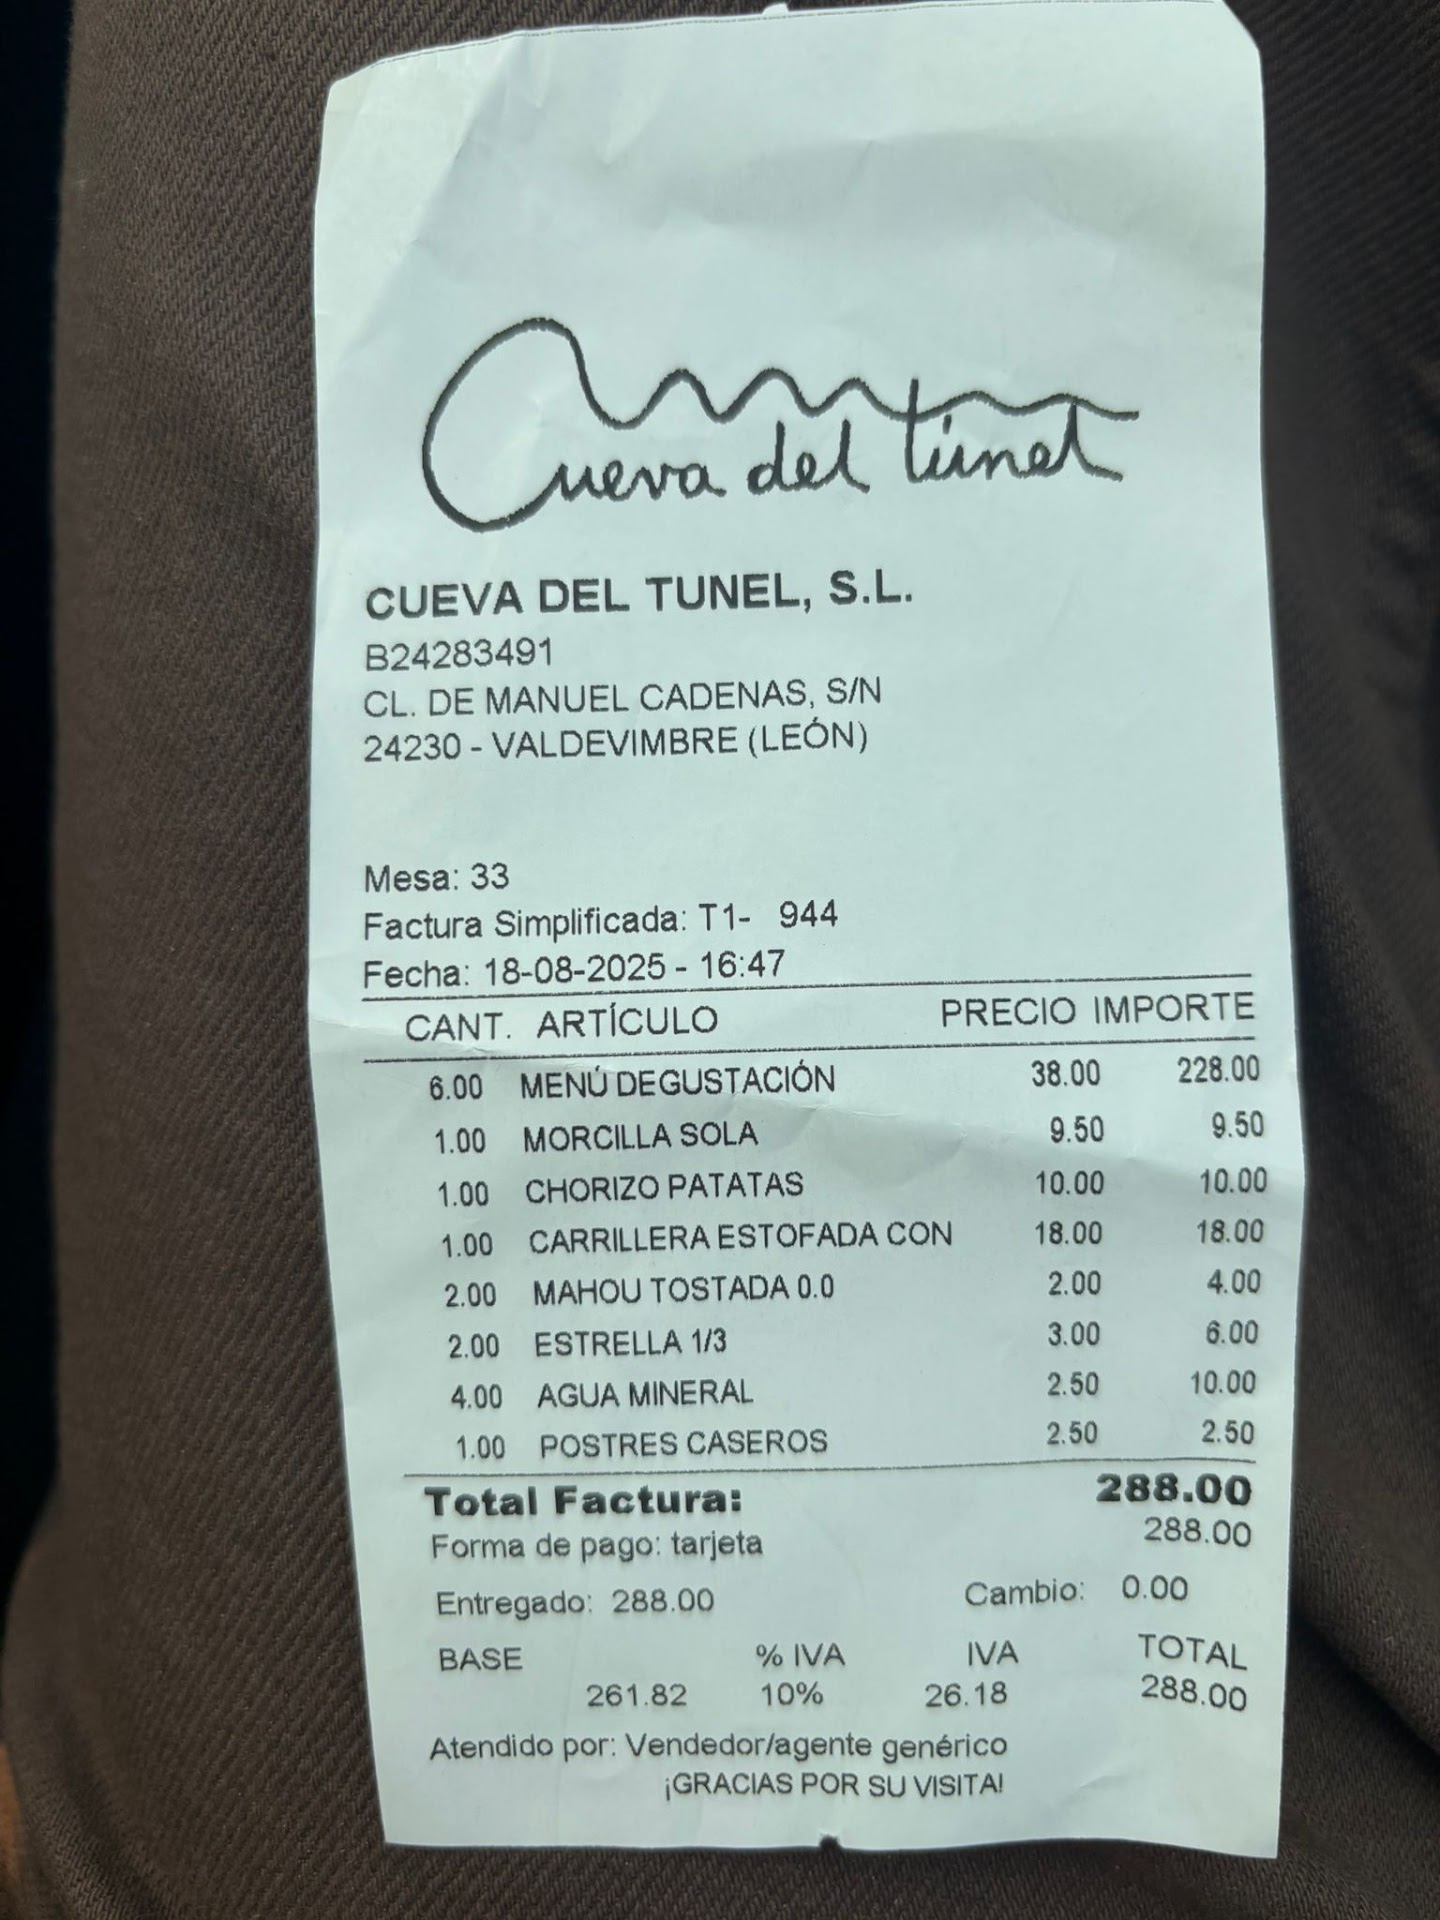 Cueva del túnel
CUEVA DEL TUNEL, S.L.
B24283491
CL. DE MANUEL CADENAS, S/N
24230 - VALDEVIMBRE (LEÓN)
Mesa: 33
Factura Simplificada: T1- 944
Fecha: 18-08-2025 - 16:47
CANT. ARTÍCULO PRECIO IMPORTE
6.00 MENÚ DEGUSTACIÓN 38.00 228.00
1.00 MORCILLA SOLA 9.50 9.50
1.00 CHORIZO PATATAS 10.00 10.00
1.00 CARRILLERA ESTOFADA CON 18.00 18.00
2.00 MAHOU TOSTADA 0.0 2.00 4.00
2.00 ESTRELLA 1/3 3.00 6.00
4.00 AGUA MINERAL 2.50 10.00
1.00 POSTRES CASEROS 2.50 2.50
Total Factura: 288.00
Forma de pago: tarjeta 288.00
Entregado: 288.00 Cambio: 0.00
BASE % IVA IVA TOTAL
261.82 10% 26.18 288.00
Atendido por: Vendedor/agente genérico
¡GRACIAS POR SU VISITA!